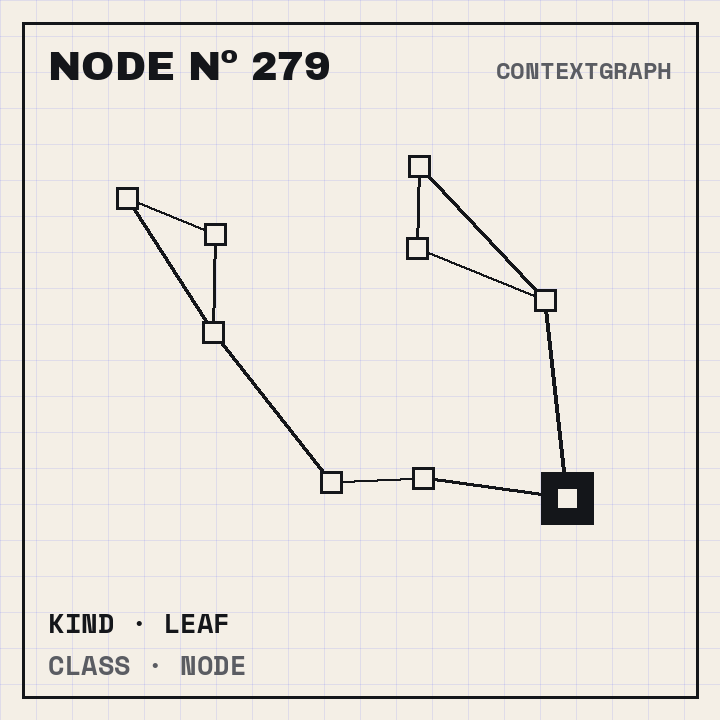 NODE Nº 279
CONTEXTGRAPH
KIND · LEAF
CLASS · NODE